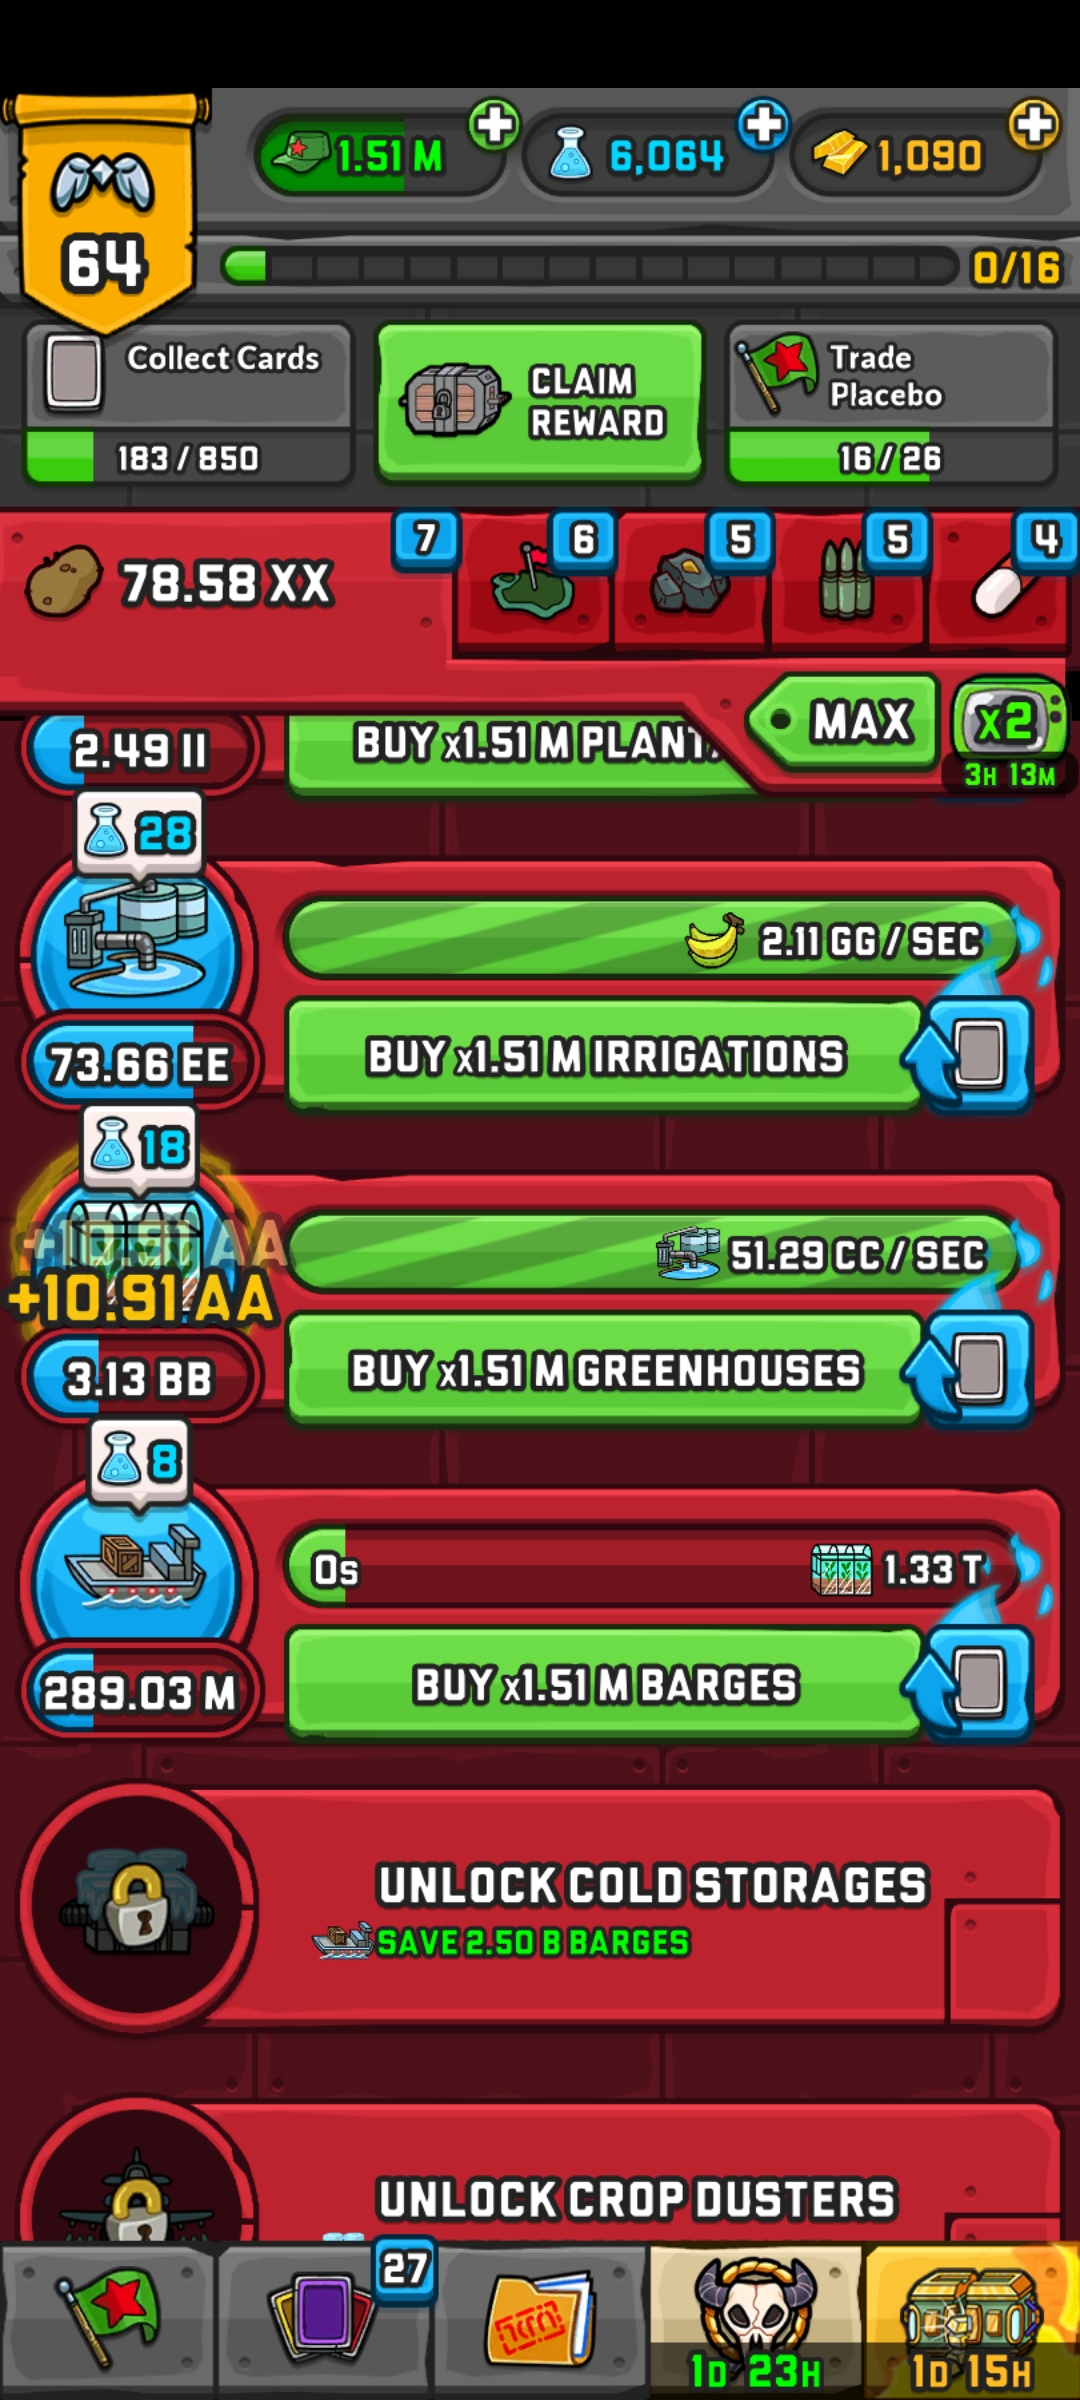 1.51 M
6,064
1,090
64
0/16
Collect Cards
183 / 850
CLAIM
REWARD
Trade
Placebo
16 / 26
78.58 XX
7
6
5
5
4
MAX
x2
3H 13M
2.49 II
BUY x1.51 M PLANTA
28
2.11 GG / SEC
73.66 EE
BUY x1.51 M IRRIGATIONS
18
+10.91 AA
+10.91 AA
51.29 CC / SEC
3.13 BB
BUY x1.51 M GREENHOUSES
8
0s
1.33 T
289.03 M
BUY x1.51 M BARGES
UNLOCK COLD STORAGES
SAVE 2.50 B BARGES
UNLOCK CROP DUSTERS
27
1D 23H
1D 15H